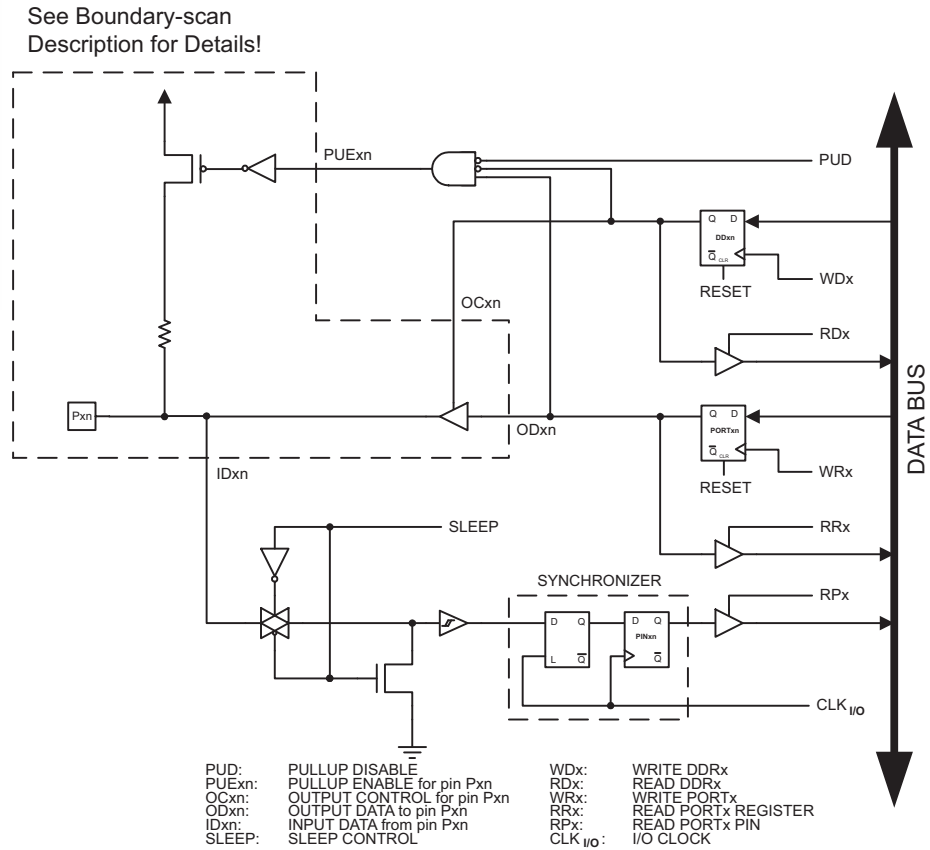 See Boundary-scan
Description for Details!
PUExn
PUD
Q D
DDxn
Q CLR
WDx
RESET
OCxn
RDx
Pxn
ODxn
Q D
PORTxn
Q CLR
WRx
RESET
IDxn
SLEEP
RRx
SYNCHRONIZER
RPx
D Q
L Q
D Q
PINxn
Q
CLK I/O
DATA BUS
PUD: PULLUP DISABLE
PUExn: PULLUP ENABLE for pin Pxn
OCxn: OUTPUT CONTROL for pin Pxn
ODxn: OUTPUT DATA to pin Pxn
IDxn: INPUT DATA from pin Pxn
SLEEP: SLEEP CONTROL
WDx: WRITE DDRx
RDx: READ DDRx
WRx: WRITE PORTx
RRx: READ PORTx REGISTER
RPx: READ PORTx PIN
CLK I/O: I/O CLOCK